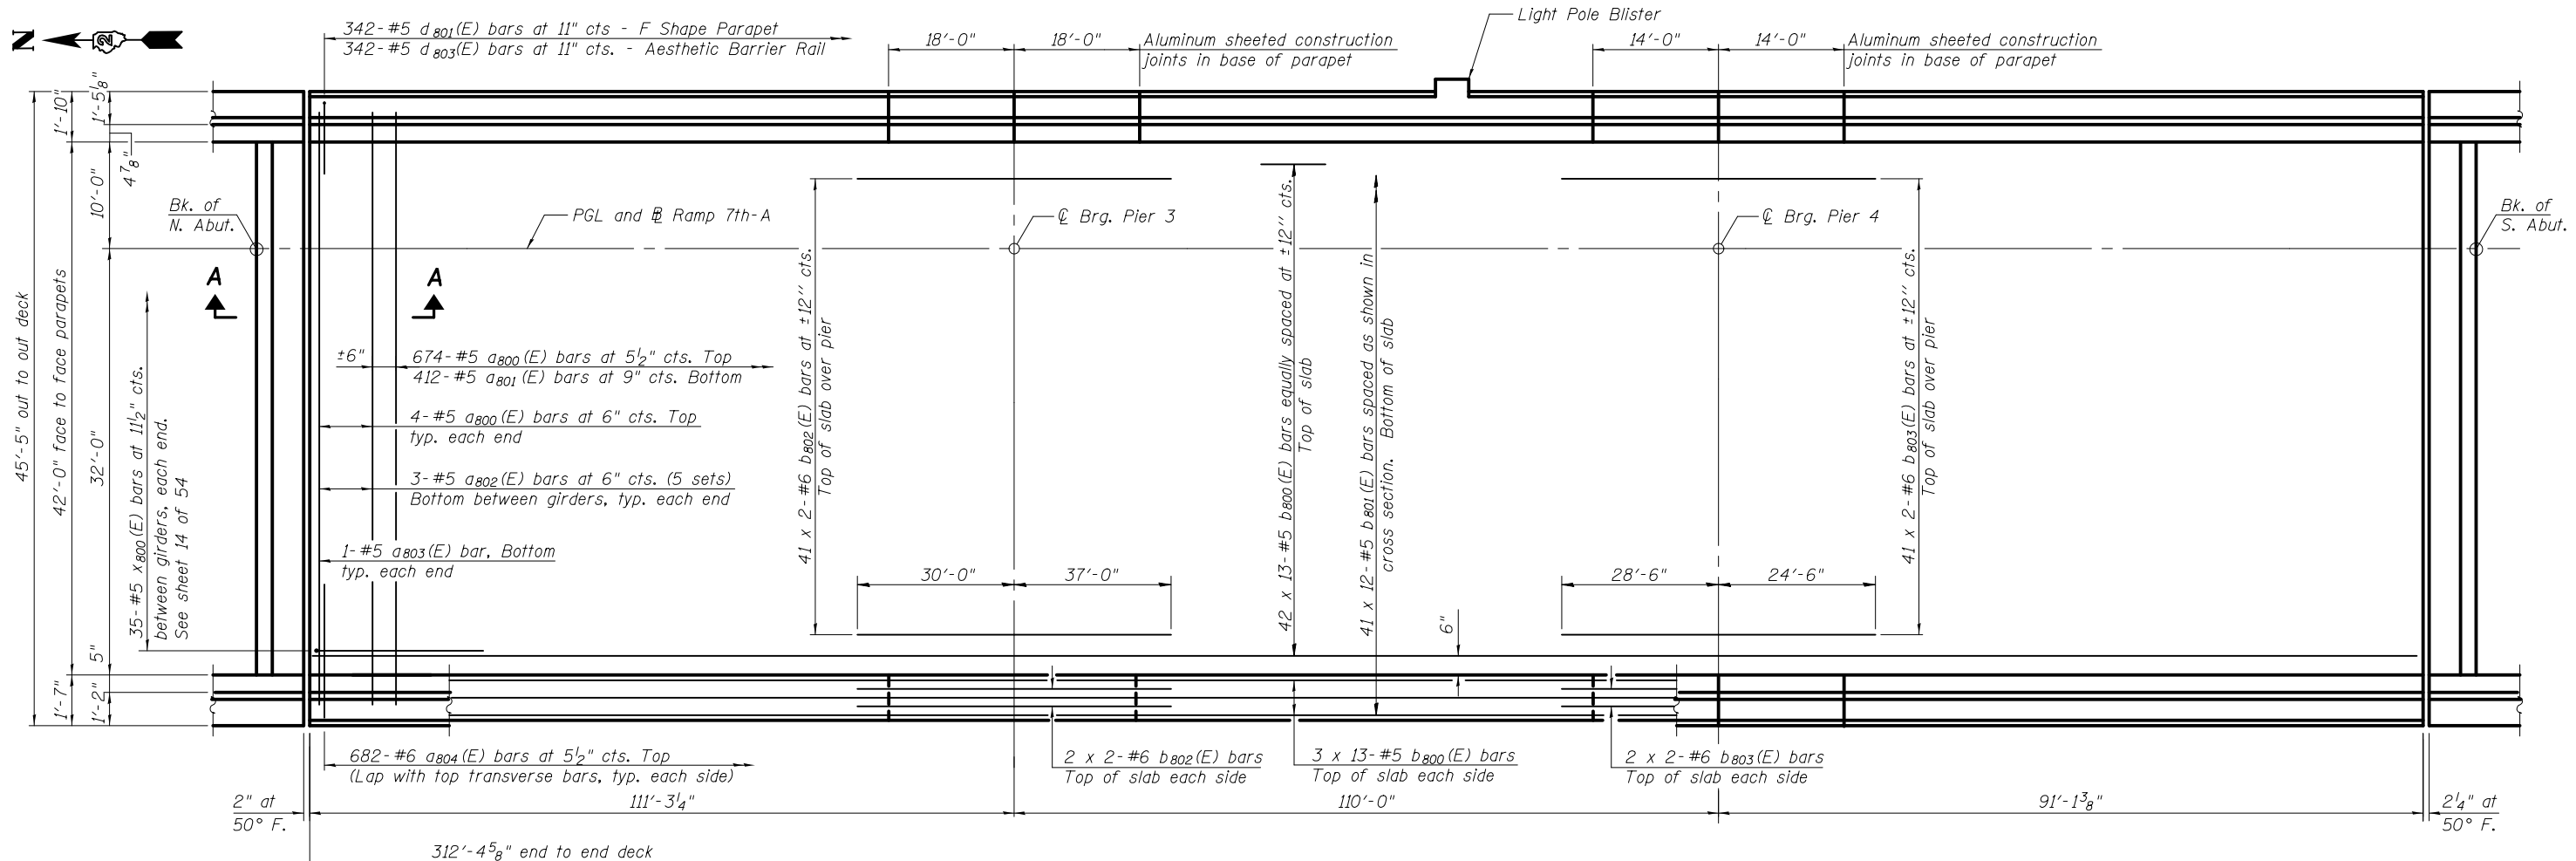 N
342-#5 d801(E) bars at 11" cts - F Shape Parapet
342-#5 d803(E) bars at 11" cts. - Aesthetic Barrier Rail
18'-0"
18'-0"
Aluminum sheeted construction
joints in base of parapet
Light Pole Blister
14'-0"
14'-0"
Aluminum sheeted construction
joints in base of parapet
1'-10"
1'-5 1/8"
4 7/8"
10'-0"
Bk. of
N. Abut.
PGL and ℞ Ramp 7th-A
℄ Brg. Pier 3
℄ Brg. Pier 4
Bk. of
S. Abut.
A
A
45'-5" out to out deck
42'-0" face to face parapets
32'-0"
35-#5 x800(E) bars at 11 1/2" cts.
between girders, each end.
See sheet 14 of 54
±6"
674-#5 a800(E) bars at 5 1/2" cts. Top
412-#5 a801(E) bars at 9" cts. Bottom
4-#5 a800(E) bars at 6" cts. Top
typ. each end
3-#5 a802(E) bars at 6" cts. (5 sets)
Bottom between girders, typ. each end
1-#5 a803(E) bar, Bottom
typ. each end
41 x 2-#6 b802(E) bars at ±12'' cts.
Top of slab over pier
42 x 13-#5 b800(E) bars equally spaced at ±12'' cts.
Top of slab
41 x 12-#5 b801(E) bars spaced as shown in
cross section. Bottom of slab
41 x 2-#6 b803(E) bars at ±12'' cts.
Top of slab over pier
30'-0"
37'-0"
28'-6"
24'-6"
6"
5"
1'-7"
1'-2"
682-#6 a804(E) bars at 5 1/2" cts. Top
(Lap with top transverse bars, typ. each side)
2 x 2-#6 b802(E) bars
Top of slab each side
3 x 13-#5 b800(E) bars
Top of slab each side
2 x 2-#6 b803(E) bars
Top of slab each side
2" at
50° F.
111'-3 1/4"
110'-0"
91'-1 3/8"
2 1/4" at
50° F.
312'-4 5/8" end to end deck